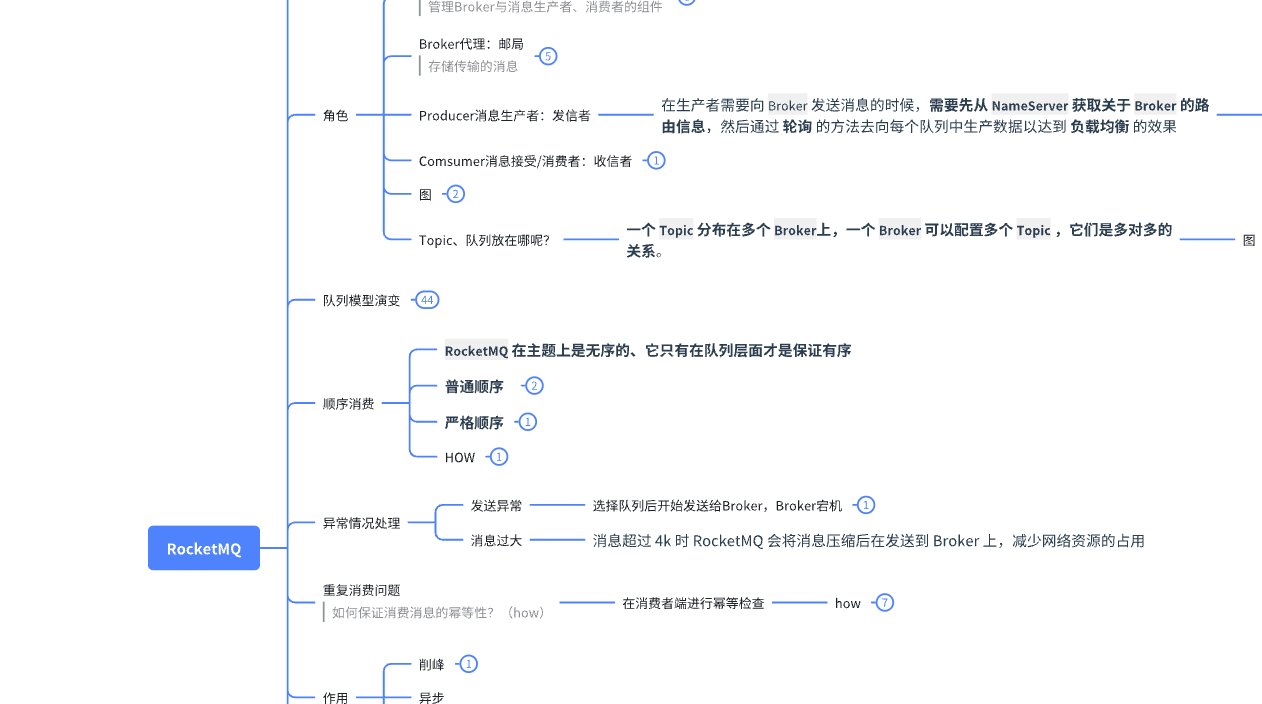 管理Broker与消息生产者、消费者的组件
Broker代理：邮局
5
存储传输的消息
角色
Producer消息生产者：发信者
在生产者需要向 Broker 发送消息的时候，需要先从 NameServer 获取关于 Broker 的路
由信息，然后通过 轮询 的方法去向每个队列中生产数据以达到 负载均衡 的效果
Comsumer消息接受/消费者：收信者
1
图
2
Topic、队列放在哪呢？
一个 Topic 分布在多个 Broker上，一个 Broker 可以配置多个 Topic ，它们是多对多的
关系。
图
队列模型演变
44
顺序消费
RocketMQ 在主题上是无序的、它只有在队列层面才是保证有序
普通顺序
2
严格顺序
1
HOW
1
异常情况处理
发送异常
选择队列后开始发送给Broker，Broker宕机
1
消息过大
消息超过 4k 时 RocketMQ 会将消息压缩后在发送到 Broker 上，减少网络资源的占用
RocketMQ
重复消费问题
如何保证消费消息的幂等性？（how）
在消费者端进行幂等检查
how
7
作用
削峰
1
异步